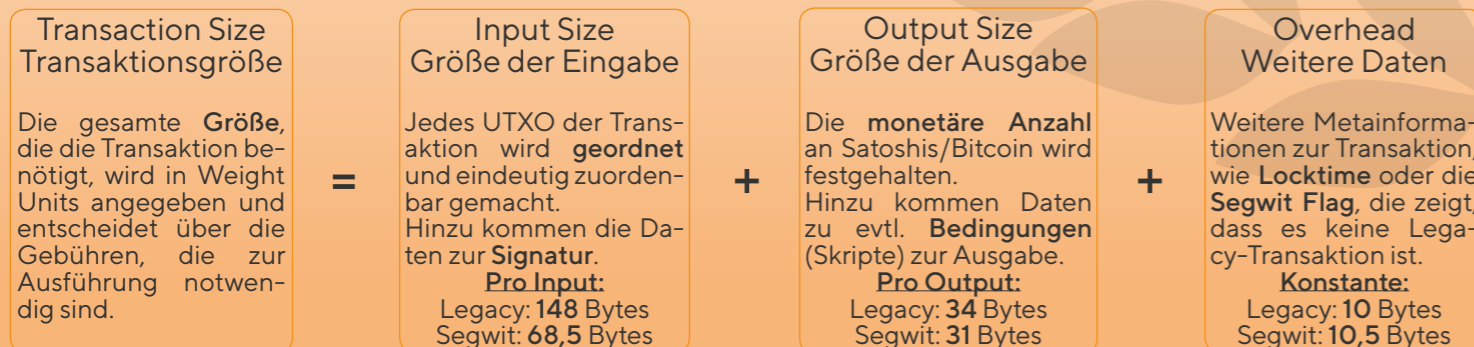 Transaction Size
Transaktionsgröße
Die gesamte Größe,
die die Transaktion be-
nötigt, wird in Weight
Units angegeben und
entscheidet über die
Gebühren, die zur
Ausführung notwen-
dig sind.
=
Input Size
Größe der Eingabe
Jedes UTXO der Trans-
aktion wird geordnet
und eindeutig zuorden-
bar gemacht.
Hinzu kommen die Da-
ten zur Signatur.
Pro Input:
Legacy: 148 Bytes
Segwit: 68,5 Bytes
+
Output Size
Größe der Ausgabe
Die monetäre Anzahl
an Satoshis/Bitcoin wird
festgehalten.
Hinzu kommen Daten
zu evtl. Bedingungen
(Skripte) zur Ausgabe.
Pro Output:
Legacy: 34 Bytes
Segwit: 31 Bytes
+
Overhead
Weitere Daten
Weitere Metainforma-
tionen zur Transaktion,
wie Locktime oder die
Segwit Flag, die zeigt,
dass es keine Lega-
cy-Transaktion ist.
Konstante:
Legacy: 10 Bytes
Segwit: 10,5 Bytes